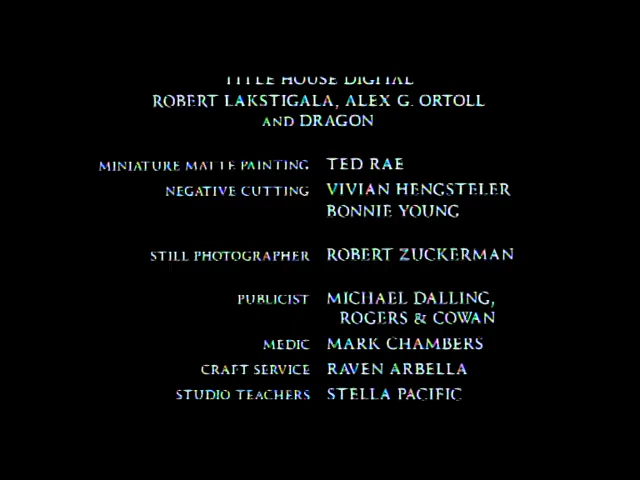 TITLE HOUSE DIGITAL
ROBERT LAKSTIGALA, ALEX G. ORTOLL
AND DRAGON
MINIATURE MATTE PAINTING TED RAE
NEGATIVE CUTTING VIVIAN HENGSTELER
BONNIE YOUNG
STILL PHOTOGRAPHER ROBERT ZUCKERMAN
PUBLICIST MICHAEL DALLING,
ROGERS & COWAN
MEDIC MARK CHAMBERS
CRAFT SERVICE RAVEN ARBELLA
STUDIO TEACHERS STELLA PACIFIC